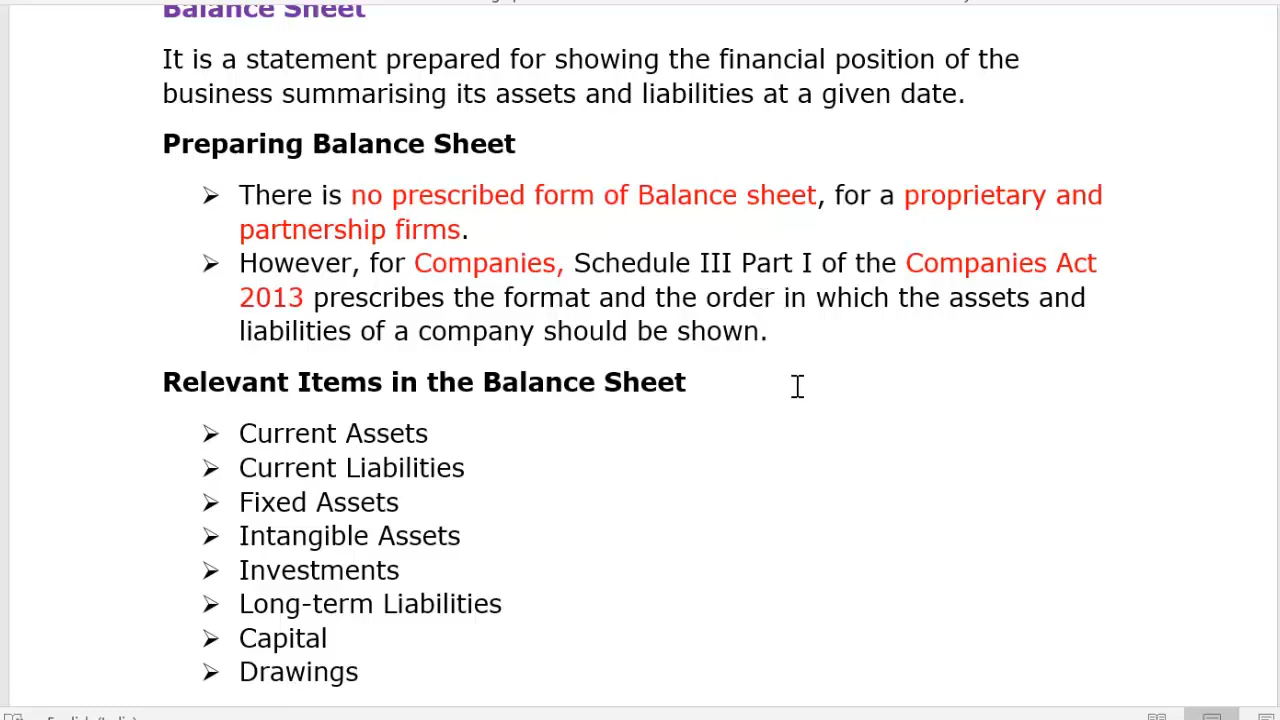 Balance Sheet
It is a statement prepared for showing the financial position of the
business summarising its assets and liabilities at a given date.
Preparing Balance Sheet
➢ There is no prescribed form of Balance sheet, for a proprietary and
partnership firms.
➢ However, for Companies, Schedule III Part I of the Companies Act
2013 prescribes the format and the order in which the assets and
liabilities of a company should be shown.
Relevant Items in the Balance Sheet
➢ Current Assets
➢ Current Liabilities
➢ Fixed Assets
➢ Intangible Assets
➢ Investments
➢ Long-term Liabilities
➢ Capital
➢ Drawings
English (India)